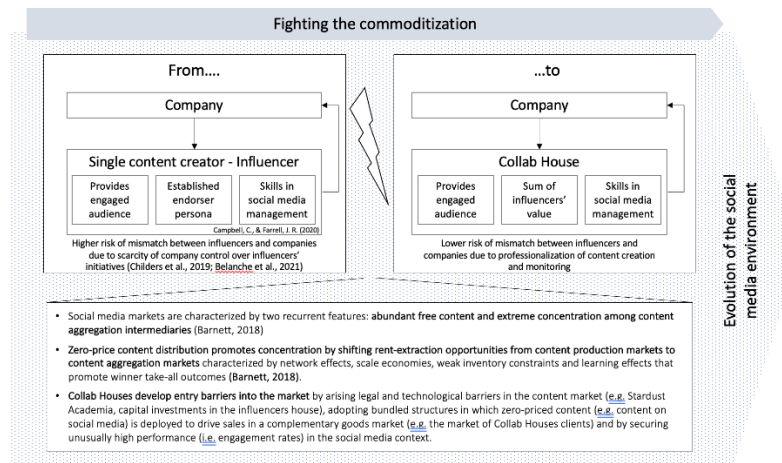 Fighting the commoditization
From....
Company
Single content creator - Influencer
Provides
engaged
audience
Established
endorser
persona
Skills in
social media
management
Campbell, C., & Farrell, J. R. (2020)
Higher risk of mismatch between influencers and companies
due to scarcity of company control over influencers'
initiatives (Childers et al., 2019; Belanche et al., 2021)
...to
Company
Collab House
Provides
engaged
audience
Sum of
influencers'
value
Skills in
social media
management
Lower risk of mismatch between influencers and
companies due to professionalization of content creation
and monitoring
Evolution of the social
media environment
• Social media markets are characterized by two recurrent features: abundant free content and extreme concentration among content
aggregation intermediaries (Barnett, 2018)
• Zero-price content distribution promotes concentration by shifting rent-extraction opportunities from content production markets to
content aggregation markets characterized by network effects, scale economies, weak inventory constraints and learning effects that
promote winner take-all outcomes (Barnett, 2018).
• Collab Houses develop entry barriers into the market by arising legal and technological barriers in the content market (e.g. Stardust
Academia, capital investments in the influencers house), adopting bundled structures in which zero-priced content (e.g. content on
social media) is deployed to drive sales in a complementary goods market (e.g. the market of Collab Houses clients) and by securing
unusually high performance (i.e. engagement rates) in the social media context.